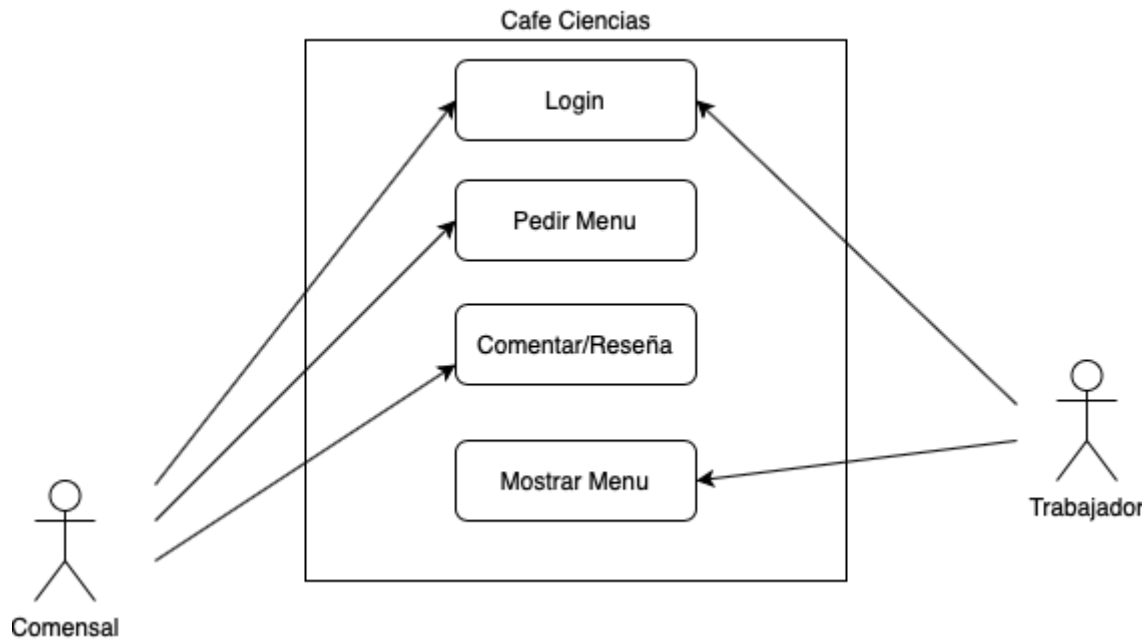 Cafe Ciencias
Login
Pedir Menu
Comentar/Reseña
Mostrar Menu
Trabajador
Comensal